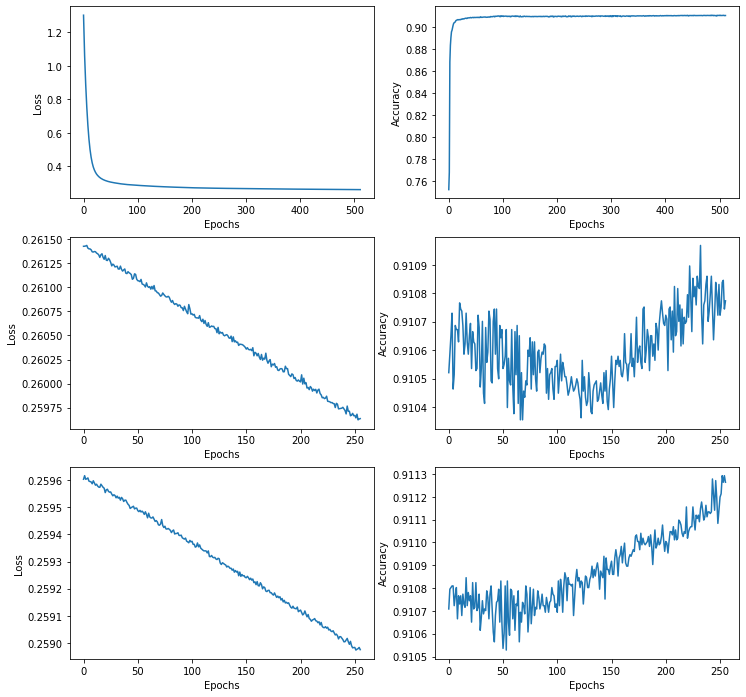 1.2
1.0
0.8
0.6
0.4
Loss
0 100 200 300 400 500
Epochs
0.90
0.88
0.86
0.84
0.82
0.80
0.78
0.76
Accuracy
0 100 200 300 400 500
Epochs
0.26150
0.26125
0.26100
0.26075
0.26050
0.26025
0.26000
0.25975
Loss
0 50 100 150 200 250
Epochs
0.9109
0.9108
0.9107
0.9106
0.9105
0.9104
Accuracy
0 50 100 150 200 250
Epochs
0.2596
0.2595
0.2594
0.2593
0.2592
0.2591
0.2590
Loss
0 50 100 150 200 250
Epochs
0.9113
0.9112
0.9111
0.9110
0.9109
0.9108
0.9107
0.9106
0.9105
Accuracy
0 50 100 150 200 250
Epochs